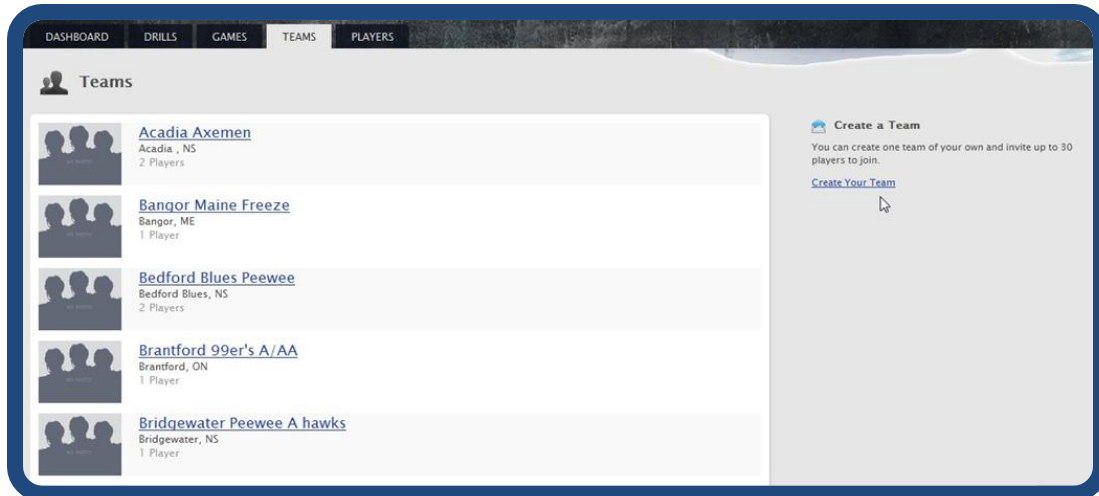 DASHBOARD DRILLS GAMES TEAMS PLAYERS
Teams
Acadia Axemen
Acadia , NS
2 Players
Bangor Maine Freeze
Bangor, ME
1 Player
Bedford Blues Peewee
Bedford Blues, NS
2 Players
Brantford 99er's A/AA
Brantford, ON
1 Player
Bridgewater Peewee A hawks
Bridgewater, NS
1 Player
Create a Team
You can create one team of your own and invite up to 30
players to join.
Create Your Team